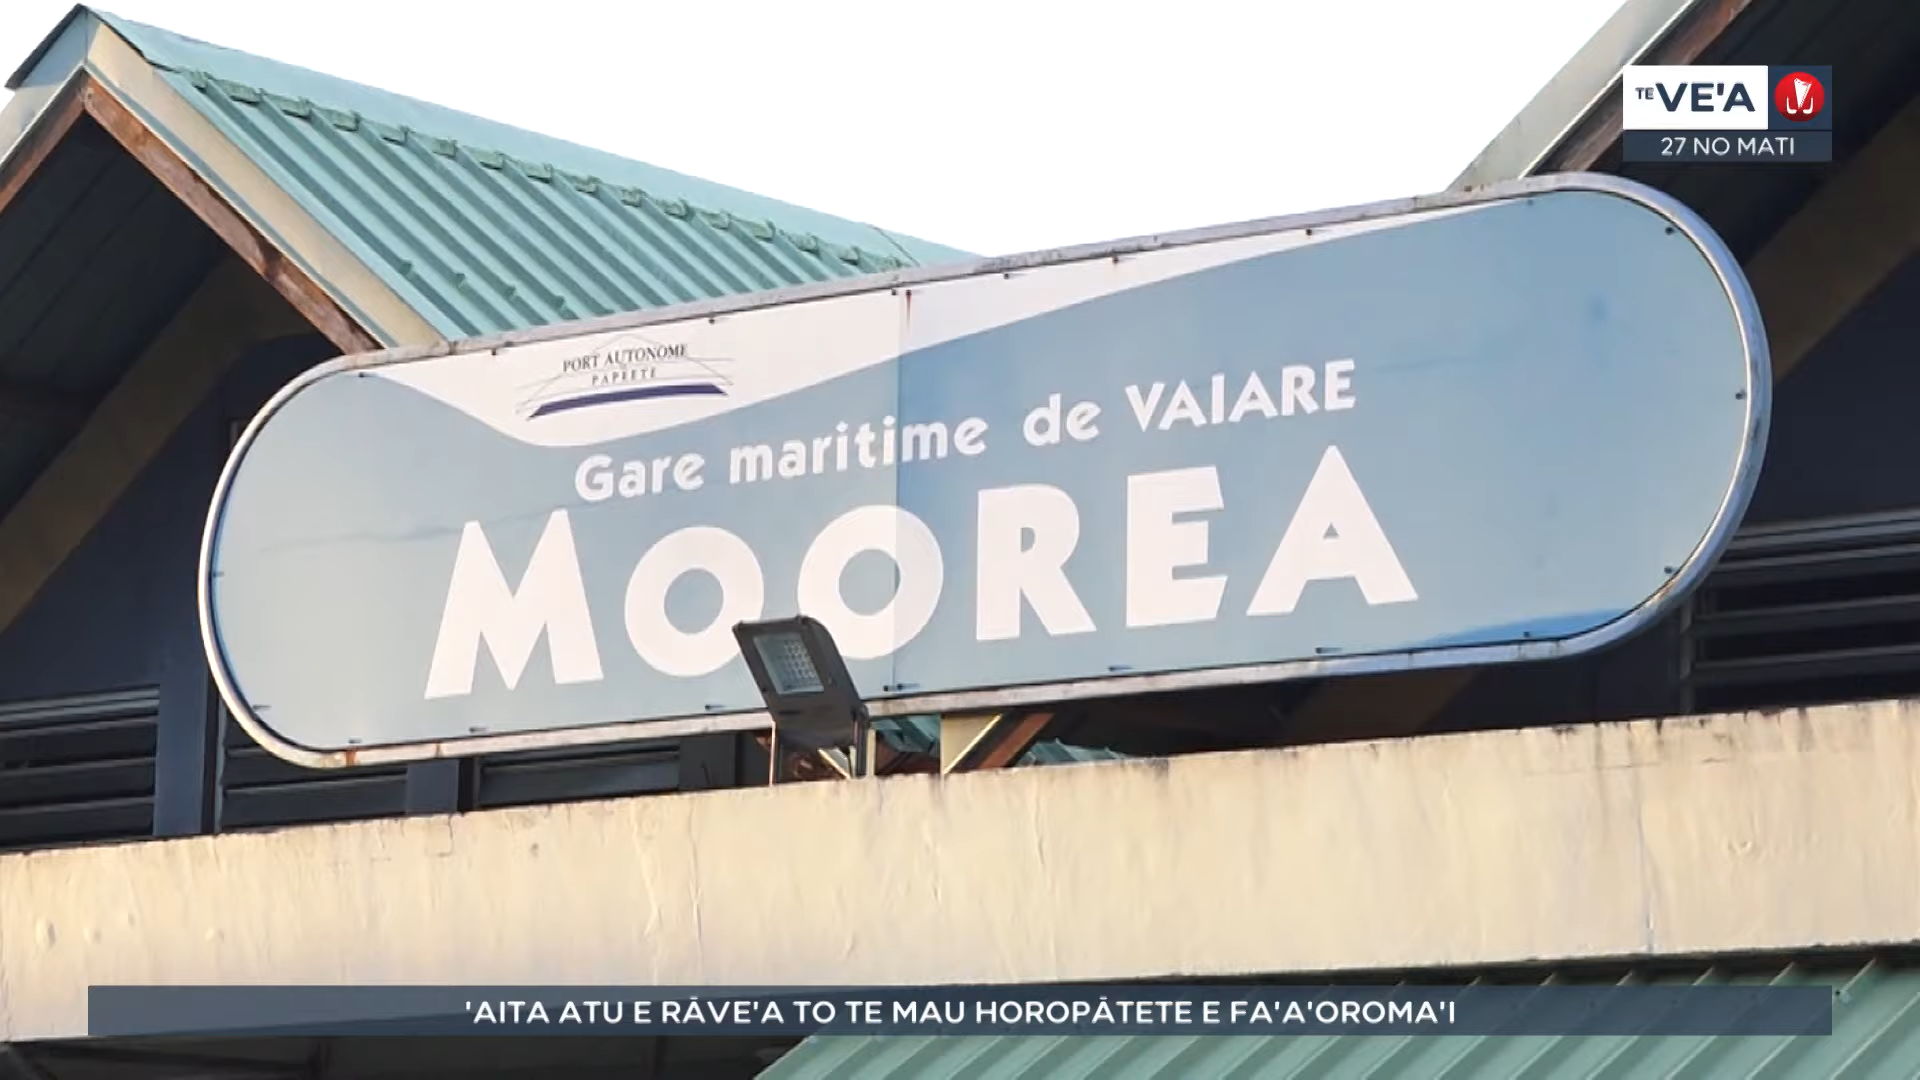 TE VE'A
27 NO MATI
PORT AUTONOME
PAPEETE
Gare maritime de VAIARE
MOOREA
'AITA ATU E RĀVE'A TO TE MAU HOROPĀTETE E FA'A'OROMA'I